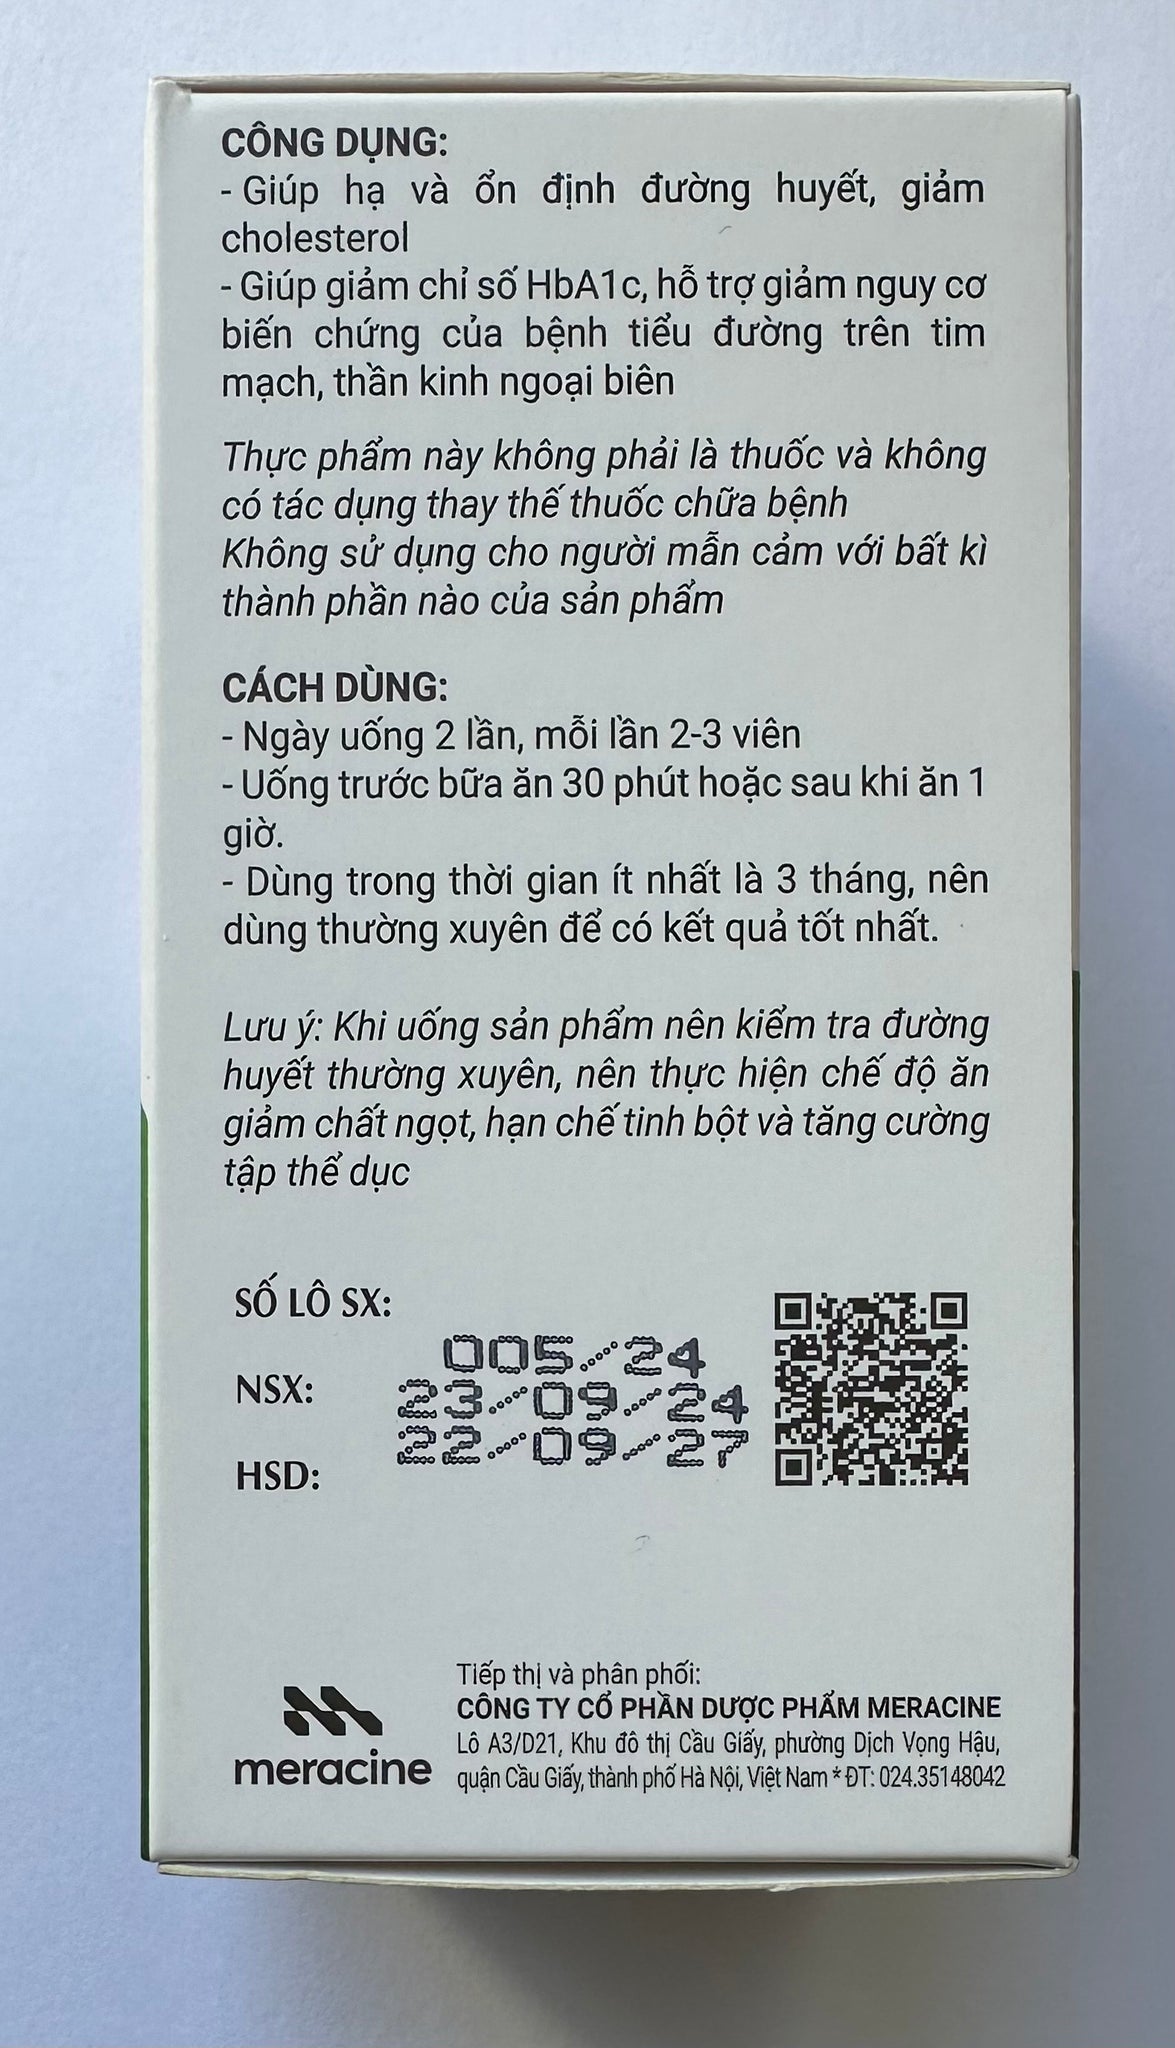 CÔNG DỤNG:
- Giúp hạ và ổn định đường huyết, giảm
cholesterol
- Giúp giảm chỉ số HbA1c, hỗ trợ giảm nguy cơ
biến chứng của bệnh tiểu đường trên tim
mạch, thần kinh ngoại biên
Thực phẩm này không phải là thuốc và không
có tác dụng thay thế thuốc chữa bệnh
Không sử dụng cho người mẫn cảm với bất kì
thành phần nào của sản phẩm
CÁCH DÙNG:
- Ngày uống 2 lần, mỗi lần 2-3 viên
- Uống trước bữa ăn 30 phút hoặc sau khi ăn 1
giờ.
- Dùng trong thời gian ít nhất là 3 tháng, nên
dùng thường xuyên để có kết quả tốt nhất.
Lưu ý: Khi uống sản phẩm nên kiểm tra đường
huyết thường xuyên, nên thực hiện chế độ ăn
giảm chất ngọt, hạn chế tinh bột và tăng cường
tập thể dục
SỐ LÔ SX: 005/24
NSX: 23/09/24
HSD: 22/09/27
meracine
Tiếp thị và phân phối:
CÔNG TY CỔ PHẦN DƯỢC PHẨM MERACINE
Lô A3/D21, Khu đô thị Cầu Giấy, phường Dịch Vọng Hậu,
quận Cầu Giấy, thành phố Hà Nội, Việt Nam * ĐT: 024.35148042